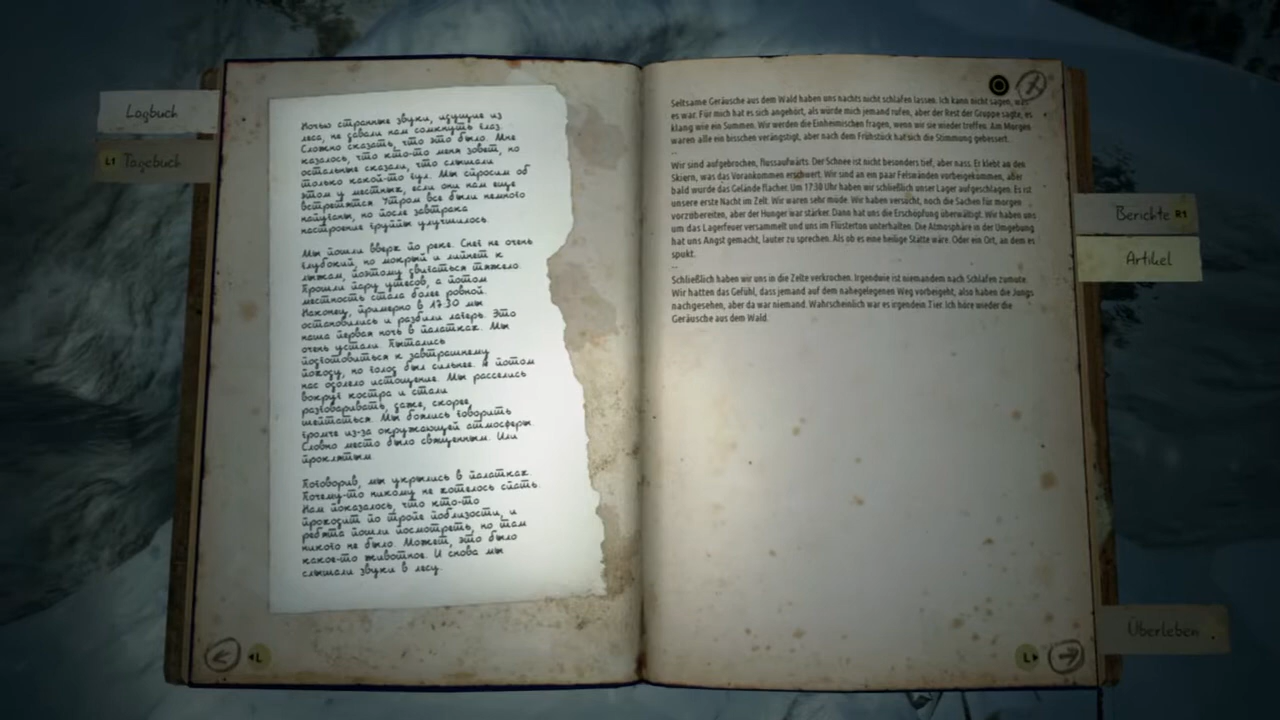 Logbuch
L1 Tagebuch
Ночью странные звуки, идущие из
леса, не давали нам сомкнуть глаз.
Сложно сказать, что это было. Мне
казалось, что кто-то меня зовет, но
остальные сказали, что слышали
только какой-то гул. Мы спросим об
этом у местных, если они нам еще
встретятся. Утром все были немного
напуганы, но после завтрака
настроение группы улучшилось.
Мы пошли вверх по реке. Снег не очень
глубокий, но мокрый и липнет к
лыжам, поэтому двигаться тяжело.
Прошли пару утесов, а потом
местность стала более ровной.
Наконец, примерно в 17.30 мы
остановились и разбили лагерь. Это
наша первая ночь в палатках. Мы
очень устали. Пытались
подготовиться к завтрашнему
походу, но голод был сильнее. А потом
нас одолело истощение. Мы расселись
вокруг костра и стали
разговаривать, даже, скорее,
шептаться. Мы боялись говорить
громче из-за окружающей атмосферы.
Словно место было священным. Или
проклятым.
Поговорив, мы укрылись в палатках.
Почему-то никому не хотелось спать.
Нам показалось, что кто-то
проходит по тропе поблизости, и
ребята пошли посмотреть, но там
никого не было. Может, это было
какое-то животное. И снова мы
слышали звуки в лесу.
L
Seltsame Geräusche aus dem Wald haben uns nachts nicht schlafen lassen. Ich kann nicht sagen, was
es war. Für mich hat es sich angehört, als würde mich jemand rufen, aber der Rest der Gruppe sagte, es
klang wie ein Summen. Wir werden die Einheimischen fragen, wenn wir sie wieder treffen. Am Morgen
waren alle ein bisschen verängstigt, aber nach dem Frühstück hat sich die Stimmung gebessert.
...
Wir sind aufgebrochen, flussaufwärts. Der Schnee ist nicht besonders tief, aber nass. Er klebt an den
Skiern, was das Vorankommen erschwert. Wir sind an ein paar Felswänden vorbeigekommen, aber
bald wurde das Gelände flacher. Um 17.30 Uhr haben wir schließlich unser Lager aufgeschlagen. Es ist
unsere erste Nacht im Zelt. Wir waren sehr müde. Wir haben versucht, noch die Sachen für morgen
vorzubereiten, aber der Hunger war stärker. Dann hat uns die Erschöpfung überwältigt. Wir haben uns
um das Lagerfeuer versammelt und uns im Flüsterton unterhalten. Die Atmosphäre in der Umgebung
hat uns Angst gemacht, lauter zu sprechen. Als ob es eine heilige Stätte wäre. Oder ein Ort, an dem es
spukt.
...
Schließlich haben wir uns in die Zelte verkrochen. Irgendwie ist niemandem nach Schlafen zumute.
Wir hatten das Gefühl, dass jemand auf dem nahegelegenen Weg vorbeigeht, also haben die Jungs
nachgesehen, aber da war niemand. Wahrscheinlich war es irgendein Tier. Ich höre wieder die
Geräusche aus dem Wald.
L
Berichte R1
Artikel
Überleben